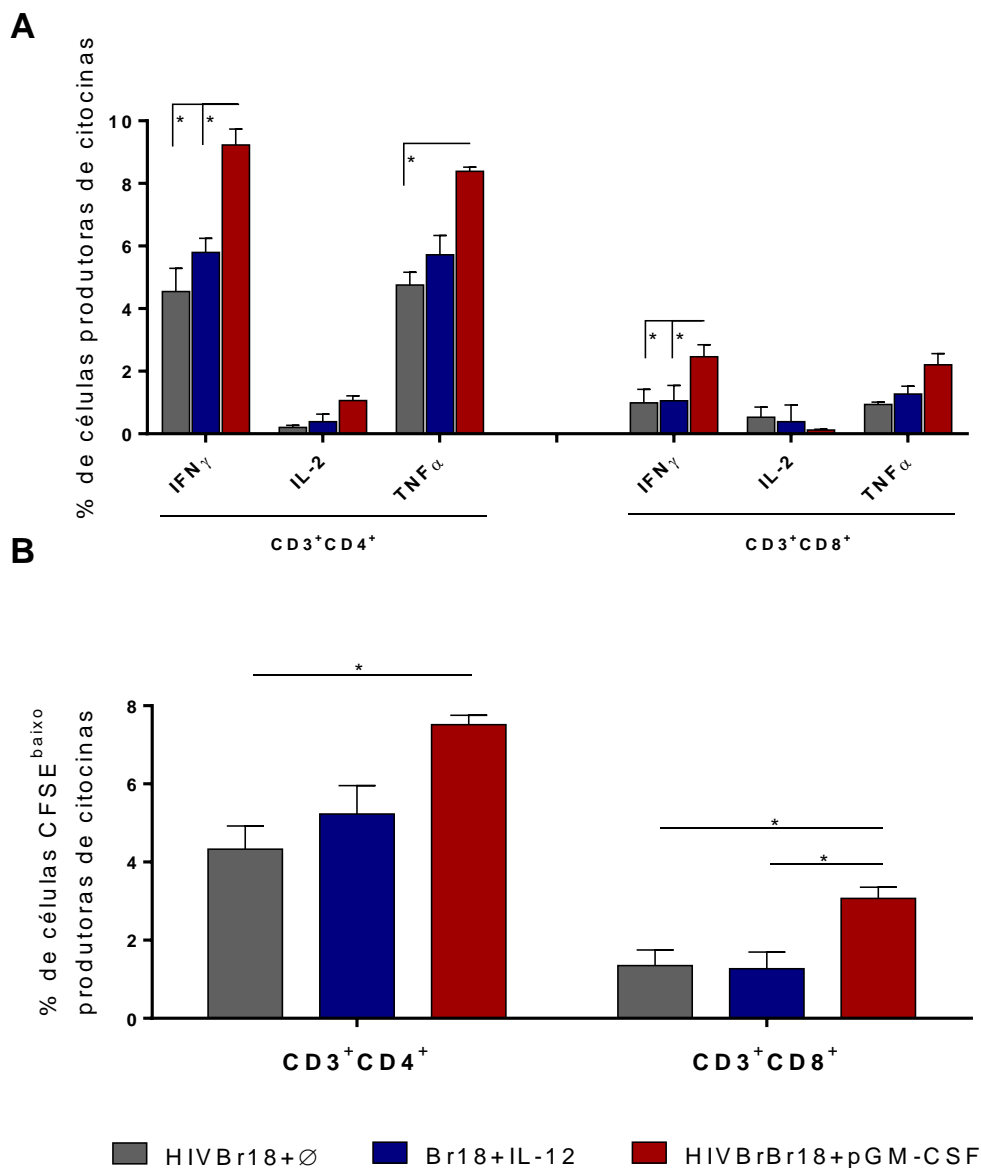 A
% de células produtoras de citocinas
10
8
6
4
2
0
* *
*
* *
IFNγ
IL-2
TNFα
IFNγ
IL-2
TNFα
CD3⁺CD4⁺
CD3⁺CD8⁺
B
% de células CFSEᵇᵃⁱˣᵒ
produtoras de citocinas
8
6
4
2
0
*
*
*
CD3⁺CD4⁺
CD3⁺CD8⁺
HIVBr18+∅
Br18+IL-12
HIVBrBr18+pGM-CSF